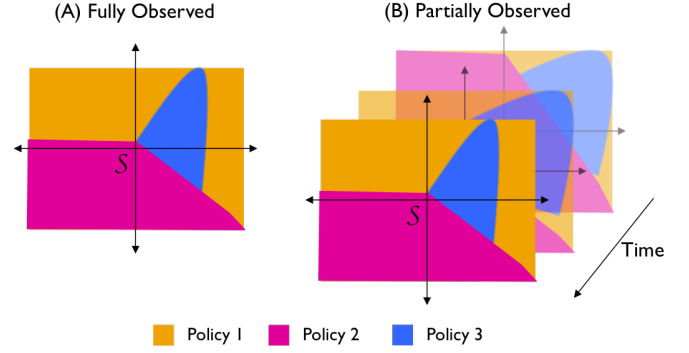 (A) Fully Observed
(B) Partially Observed
S
S
Time
Policy 1
Policy 2
Policy 3